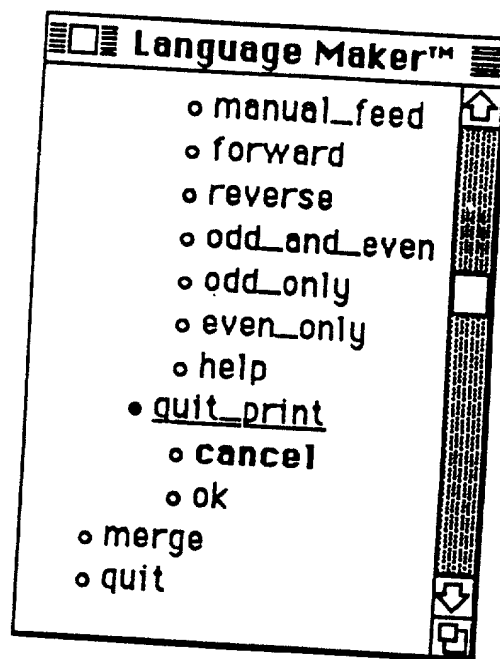 Language Maker™
manual_feed
forward
reverse
odd_and_even
odd_only
even_only
help
quit_print
cancel
ok
merge
quit